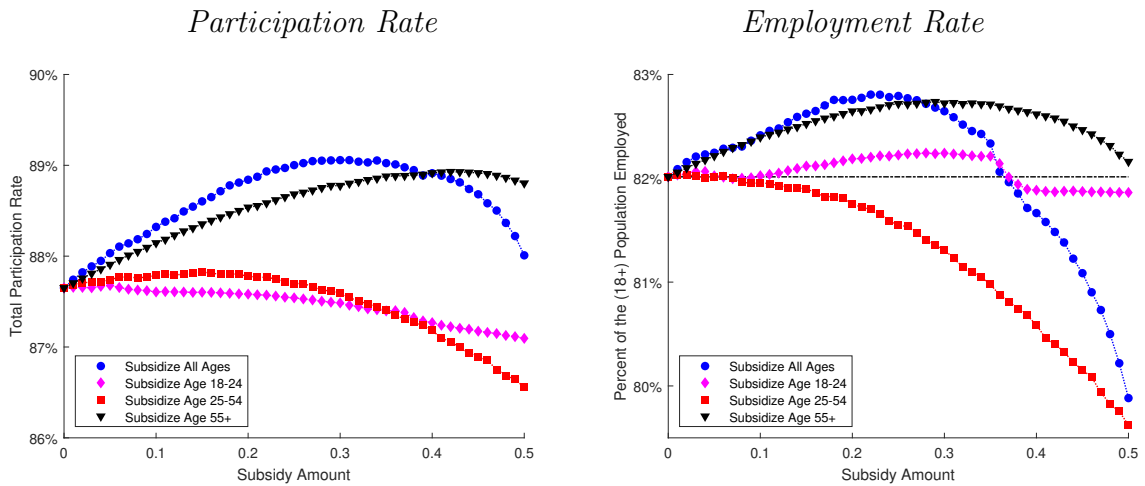 Participation Rate
90%
89%
88%
87%
86%
Total Participation Rate
Subsidize All Ages
Subsidize Age 18-24
Subsidize Age 25-54
Subsidize Age 55+
0 0.1 0.2 0.3 0.4 0.5
Subsidy Amount
Employment Rate
83%
82%
81%
80%
Percent of the (18+) Population Employed
Subsidize All Ages
Subsidize Age 18-24
Subsidize Age 25-54
Subsidize Age 55+
0 0.1 0.2 0.3 0.4 0.5
Subsidy Amount